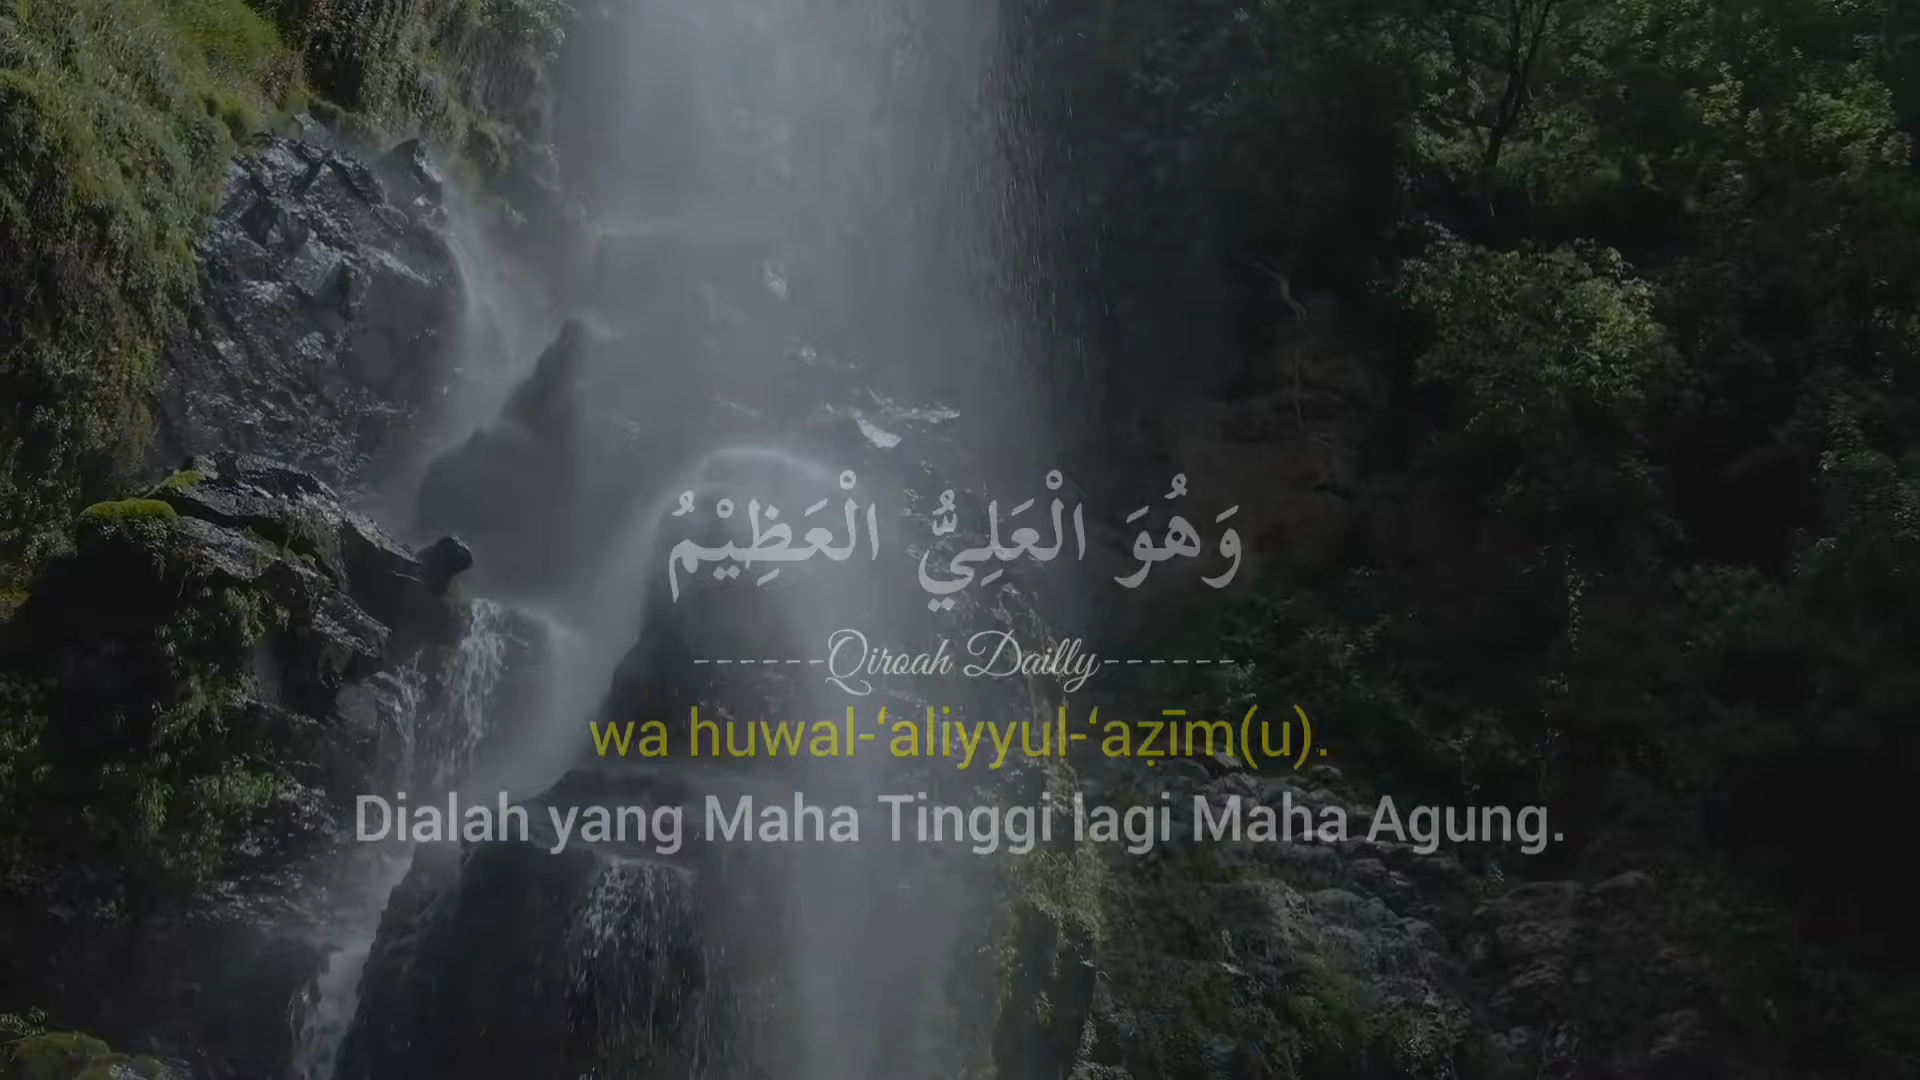 وَهُوَ الْعَلِيُّ الْعَظِيْمُ
------Qiroah Dailly------
wa huwal-‘aliyyul-‘aẓīm(u).
Dialah yang Maha Tinggi lagi Maha Agung.